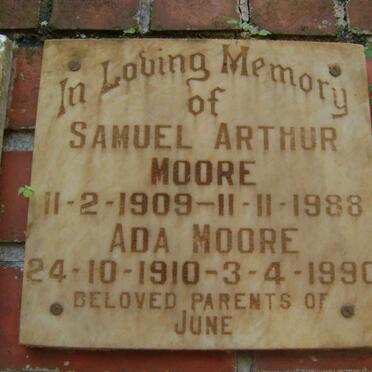 In Loving Memory
of
SAMUEL ARTHUR
MOORE
11-2-1909-11-11-1988
ADA MOORE
24-10-1910-3-4-1990
BELOVED PARENTS OF
JUNE